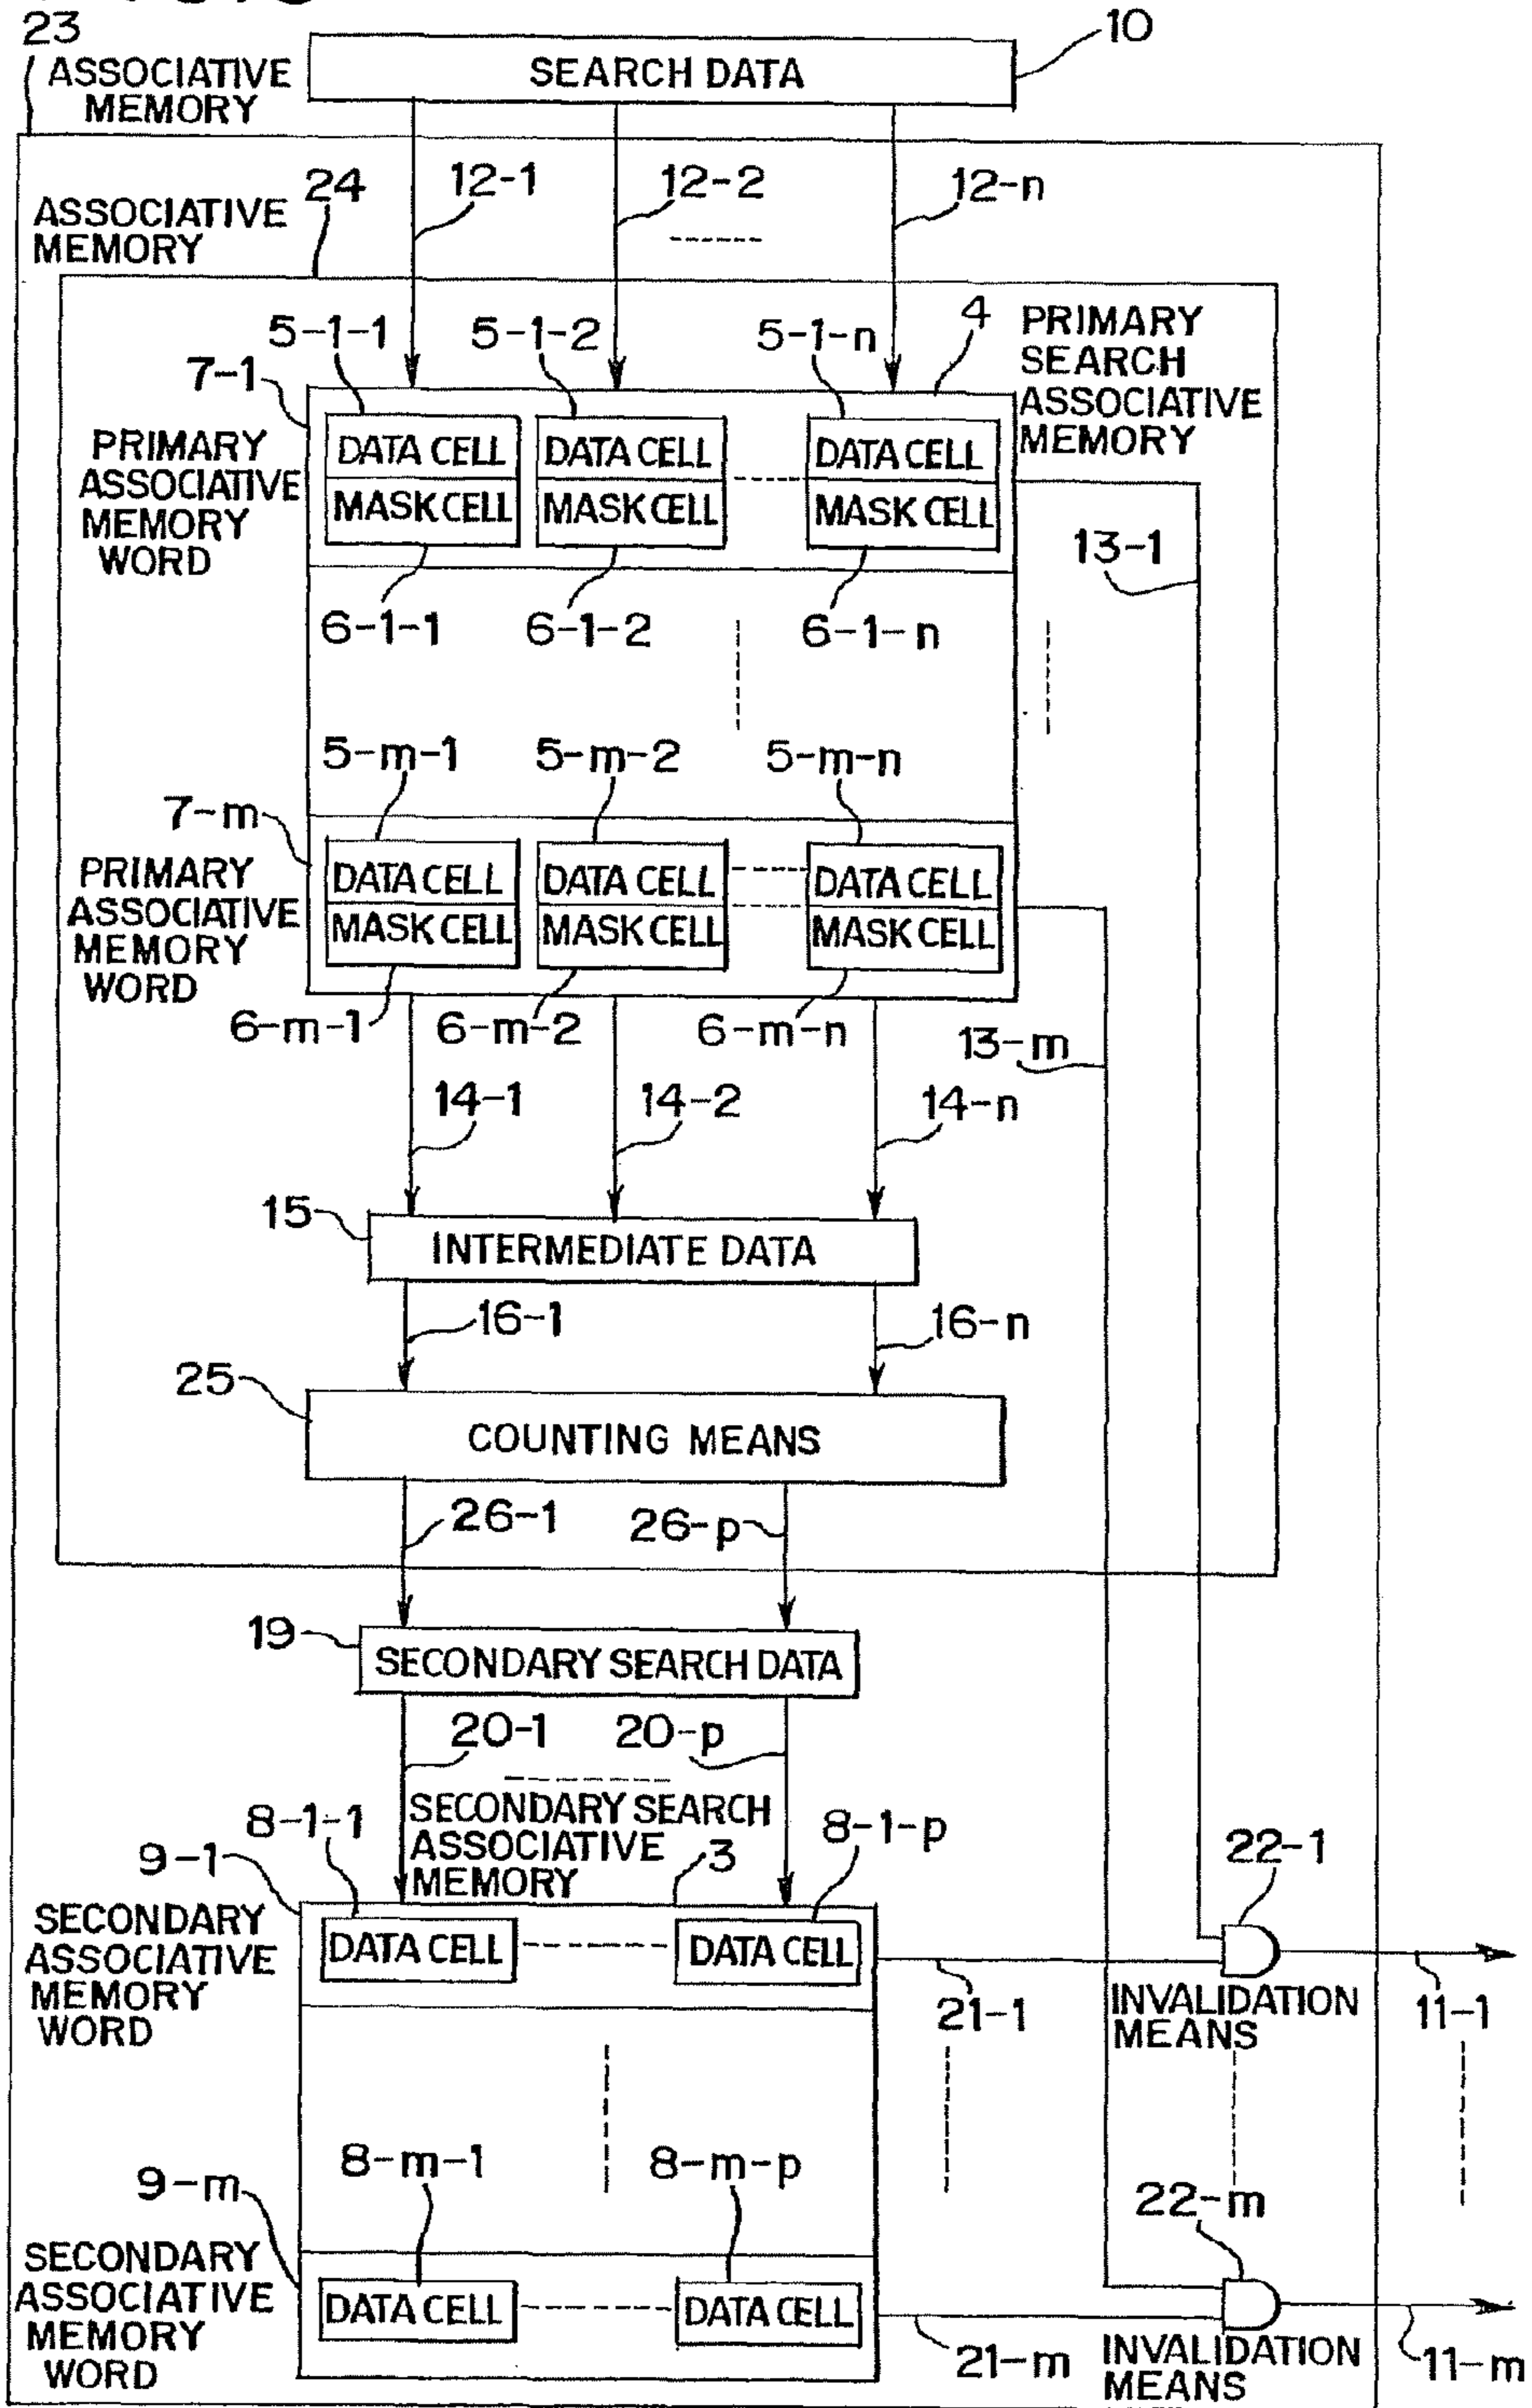 23
10
ASSOCIATIVE
MEMORY
SEARCH DATA
24
12-1
12-2
12-n
ASSOCIATIVE
MEMORY
5-1-1
5-1-2
5-1-n
4
PRIMARY
SEARCH
ASSOCIATIVE
MEMORY
7-1
PRIMARY
ASSOCIATIVE
MEMORY
WORD
DATA CELL
DATA CELL
DATA CELL
MASK CELL
MASK CELL
MASK CELL
13-1
6-1-1
6-1-2
6-1-n
5-m-1
5-m-2
5-m-n
7-m
PRIMARY
ASSOCIATIVE
MEMORY
WORD
DATA CELL
DATA CELL
DATA CELL
MASK CELL
MASK CELL
MASK CELL
6-m-1
6-m-2
6-m-n
13-m
14-1
14-2
14-n
15
INTERMEDIATE DATA
16-1
16-n
25
COUNTING MEANS
26-1
26-p
19
SECONDARY SEARCH DATA
20-1
20-p
SECONDARY SEARCH
ASSOCIATIVE
MEMORY
3
8-1-1
8-1-p
9-1
22-1
SECONDARY
ASSOCIATIVE
MEMORY
WORD
DATA CELL
DATA CELL
21-1
INVALIDATION
MEANS
11-1
8-m-1
8-m-p
9-m
22-m
SECONDARY
ASSOCIATIVE
MEMORY
WORD
DATA CELL
DATA CELL
21-m
INVALIDATION
MEANS
11-m